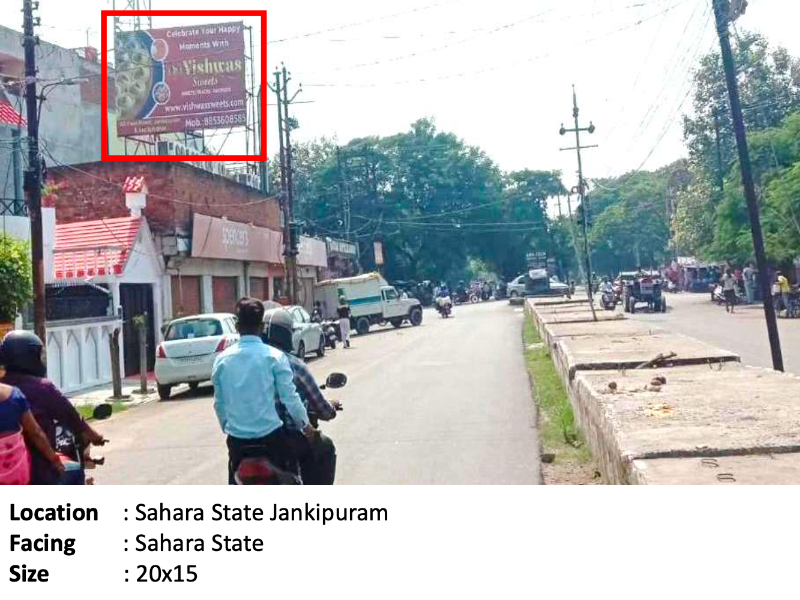 Celebrate Your Happy
Moments With
Vishwas
Sweets
www.vishwassweets.com
Mob.:8853608585
Location : Sahara State Jankipuram
Facing : Sahara State
Size : 20x15